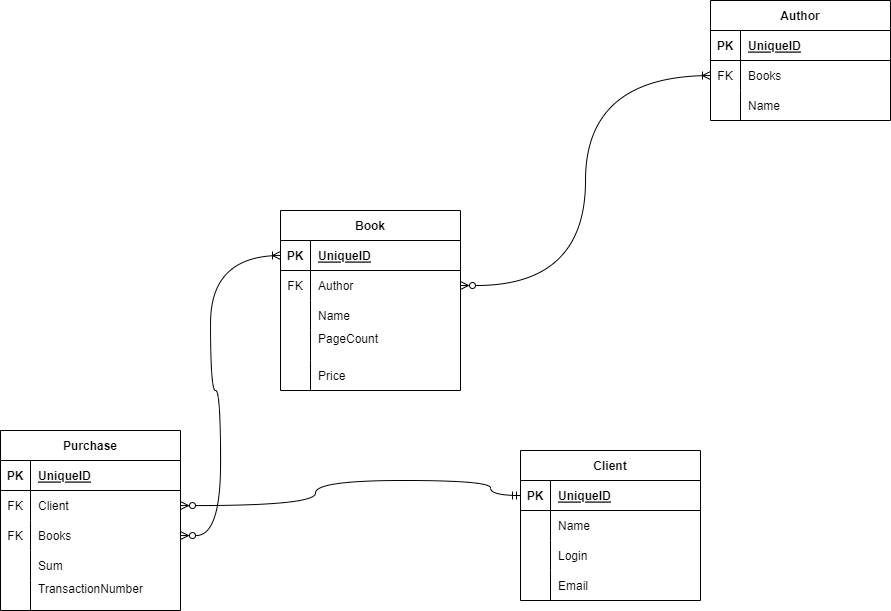 Author
PK UniqueID
FK Books
Name
Book
PK UniqueID
FK Author
Name
PageCount
Price
Purchase
PK UniqueID
FK Client
FK Books
Sum
TransactionNumber
Client
PK UniqueID
Name
Login
Email